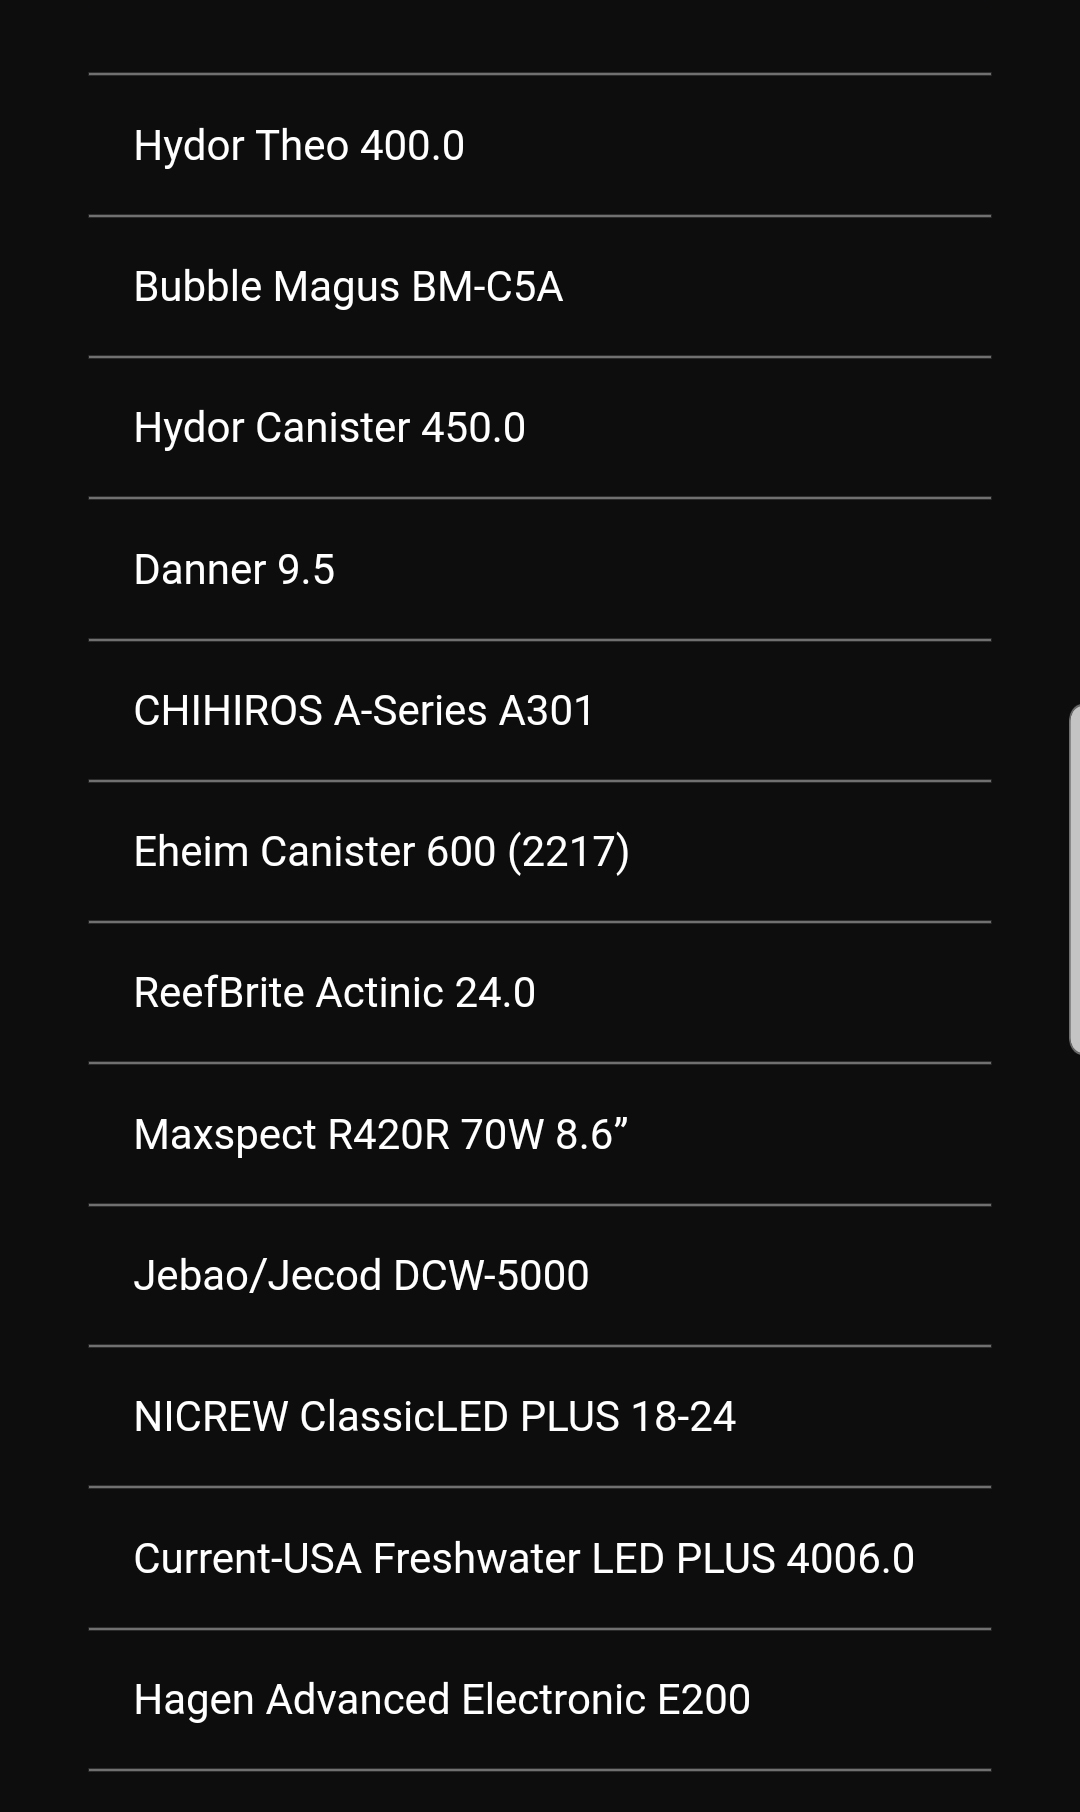 Hydor Theo 400.0
Bubble Magus BM-C5A
Hydor Canister 450.0
Danner 9.5
CHIHIROS A-Series A301
Eheim Canister 600 (2217)
ReefBrite Actinic 24.0
Maxspect R420R 70W 8.6”
Jebao/Jecod DCW-5000
NICREW ClassicLED PLUS 18-24
Current-USA Freshwater LED PLUS 4006.0
Hagen Advanced Electronic E200